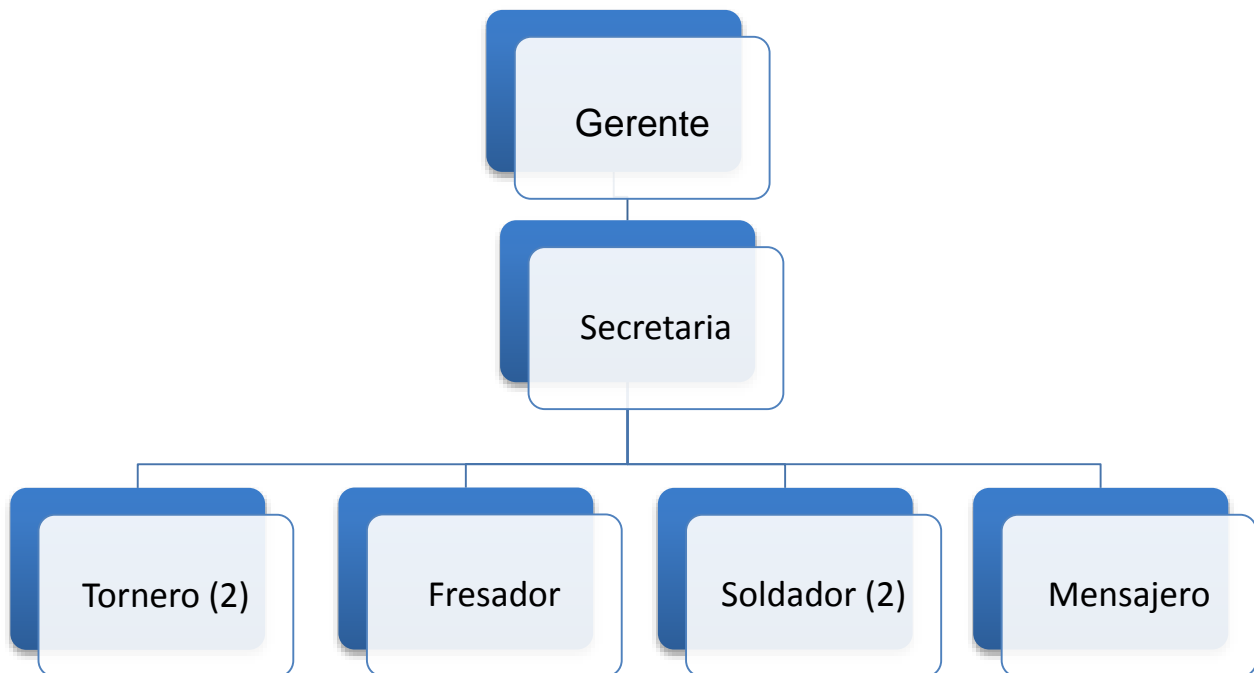 Gerente
Secretaria
Tornero (2)
Fresador
Soldador (2)
Mensajero